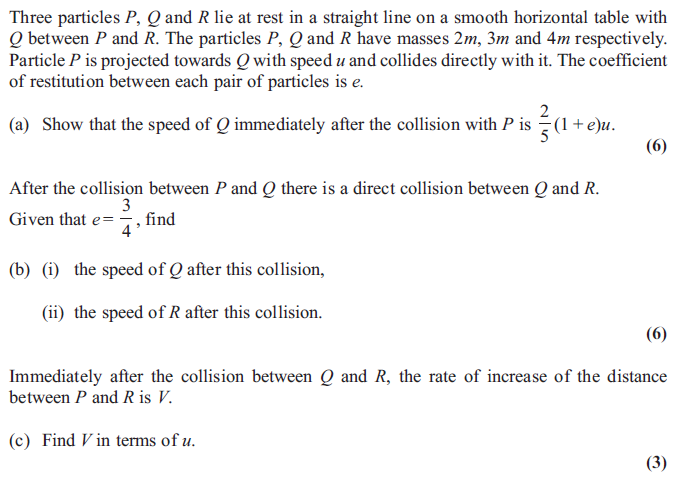 Three particles P, Q and R lie at rest in a straight line on a smooth horizontal table with
Q between P and R. The particles P, Q and R have masses 2m, 3m and 4m respectively.
Particle P is projected towards Q with speed u and collides directly with it. The coefficient
of restitution between each pair of particles is e.
(a) Show that the speed of Q immediately after the collision with P is 2/5 (1 + e)u.
(6)
After the collision between P and Q there is a direct collision between Q and R.
Given that e = 3/4, find
(b) (i) the speed of Q after this collision,
(ii) the speed of R after this collision.
(6)
Immediately after the collision between Q and R, the rate of increase of the distance
between P and R is V.
(c) Find V in terms of u.
(3)